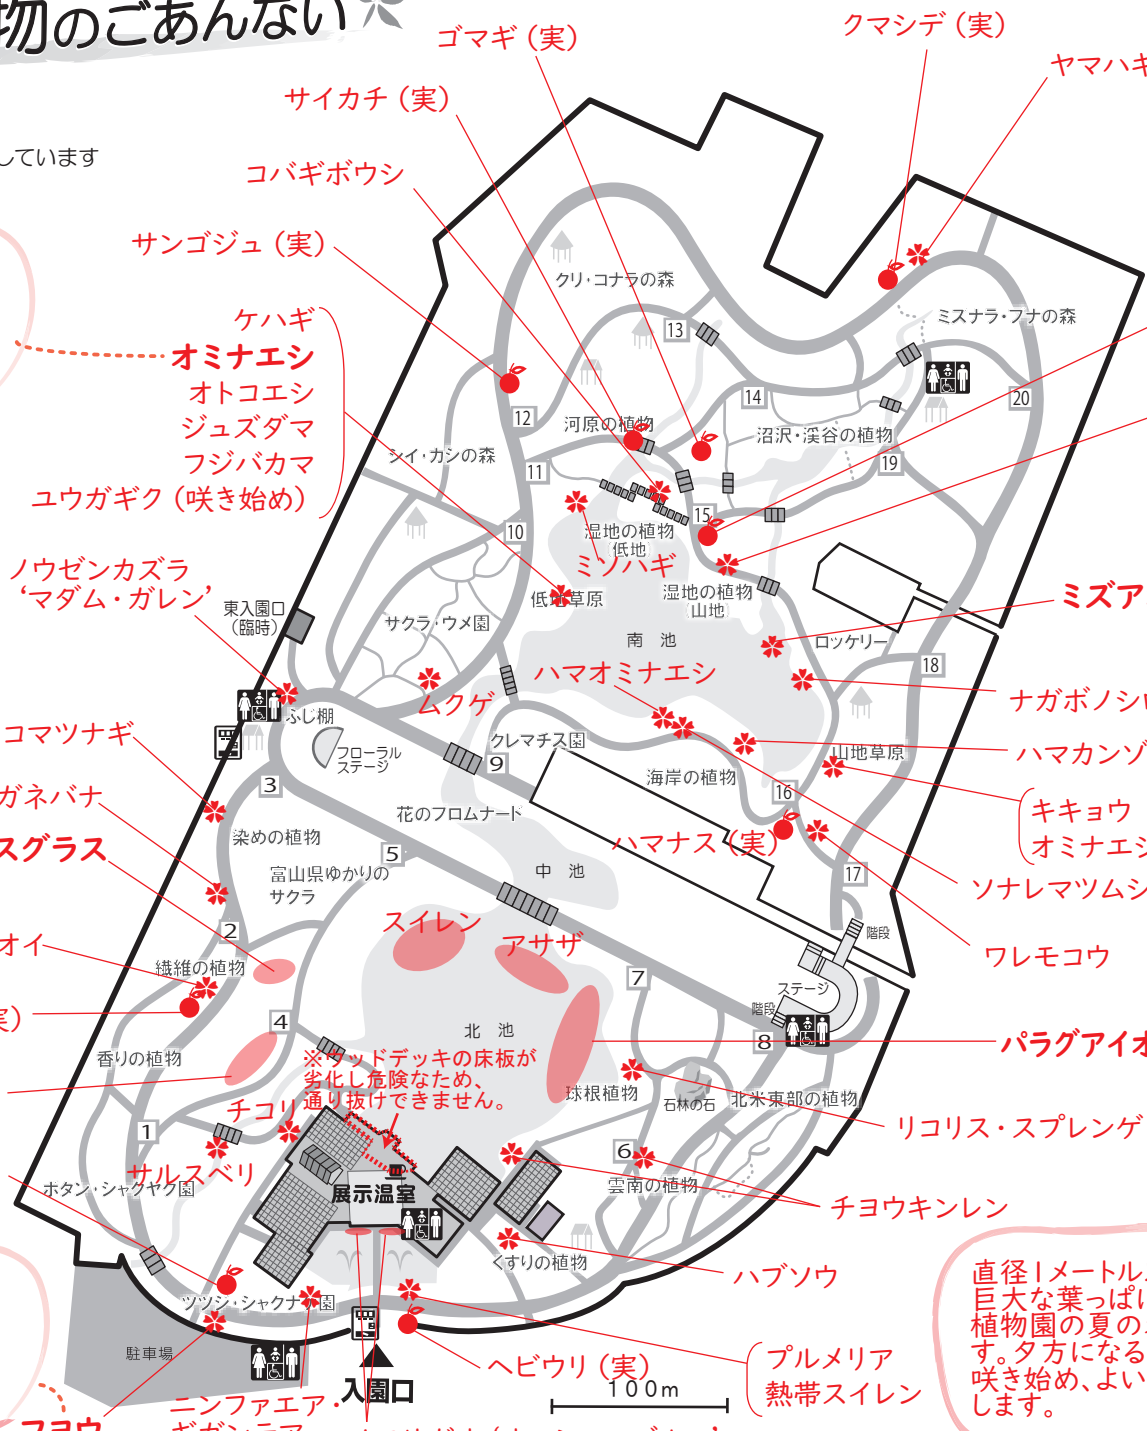 物のごあんない
しています
ゴマギ（実）
クマシデ（実）
ヤマハギ
サイカチ（実）
コバギボウシ
サンゴジュ（実）
ケハギ
オミナエシ
オトコエシ
ジュズダマ
フジバカマ
ユウガギク（咲き始め）
クリ・コナラの森
ミズナラ・ブナの森
13
14
20
12
河原の植物
沼沢・渓谷の植物
シイ・カシの森
11
19
15
10
湿地の植物
低地
ミソハギ
ノウゼンカズラ
‘マダム・ガレン’
東入園口
（臨時）
低地草原
湿地の植物
山地
ミズア
サクラ・ウメ園
南 池
ロックケリー
18
ハマオミナエシ
ムクゲ
ナガボノシ
ふじ棚
コマツナギ
フローラル
ステージ
クレマチス園
9
山地草原
ハマカンゾ
海岸の植物
3
16
ガネバナ
花のプロムナード
キキョウ
オミナエシ
染めの植物
ハマナス（実）
スグラス
5
富山県ゆかりの
サクラ
中 池
17
ソナレマツムシ
スイレン
アサザ
2
階段
オイ
繊維の植物
7
ワレモコウ
ステージ
階段
実）
4
北 池
8
パラグアイオ
香りの植物
※ウッドデッキの床板が
劣化し危険なため、
通り抜けできません。
球根植物
石林の石
北米東部の植物
チコリ
1
リコリス・スプレンゲ
サルスベリ
6
ボタン・シャクヤク園
展示温室
雲南の植物
チヨウキンレン
くすりの植物
ハブソウ
ツツジ・シャクナゲ園
直径1メートル
巨大な葉っぱ
植物園の夏の
す。夕方になる
咲き始め、よい
します。
駐車場
入園口
ヘビウリ（実）
プルメリア
熱帯スイレン
100m
ニンファエア・
フヨウ